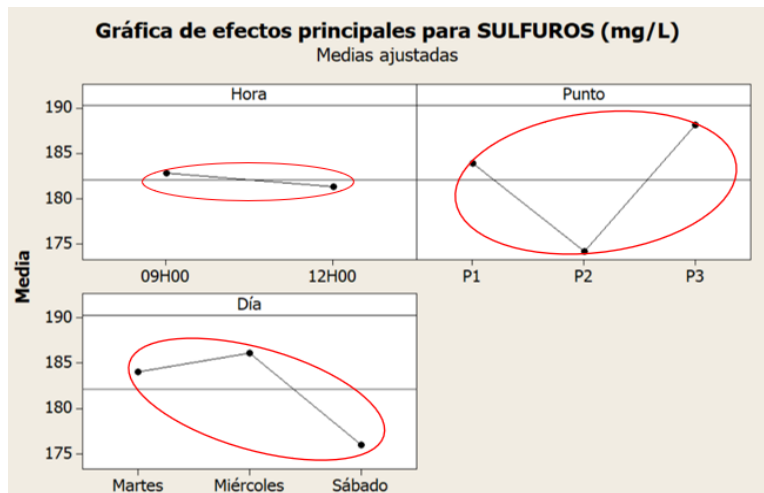 Gráfica de efectos principales para SULFUROS (mg/L)
Medias ajustadas
Hora
Punto
190
185
180
175
09H00
12H00
P1
P2
P3
Media
Día
190
185
180
175
Martes
Miércoles
Sábado